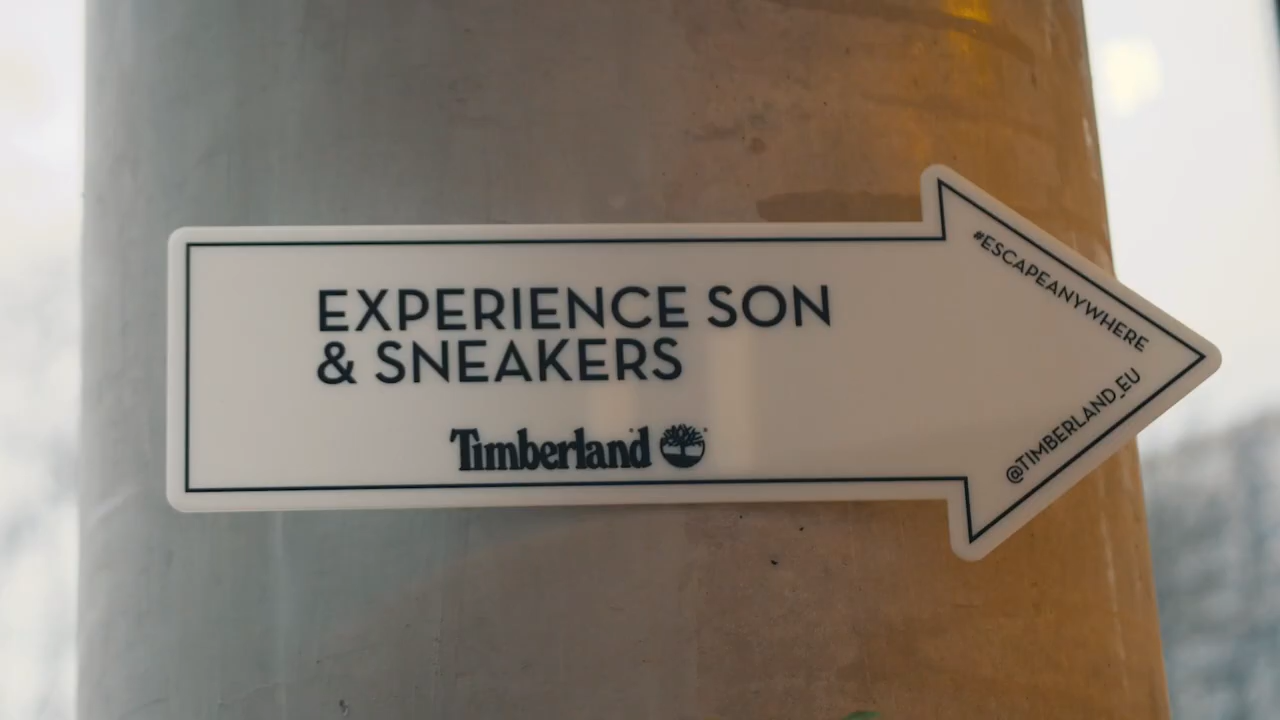 EXPERIENCE SON
& SNEAKERS
Timberland
#ESCAPEANYWHERE
@TIMBERLAND_EU